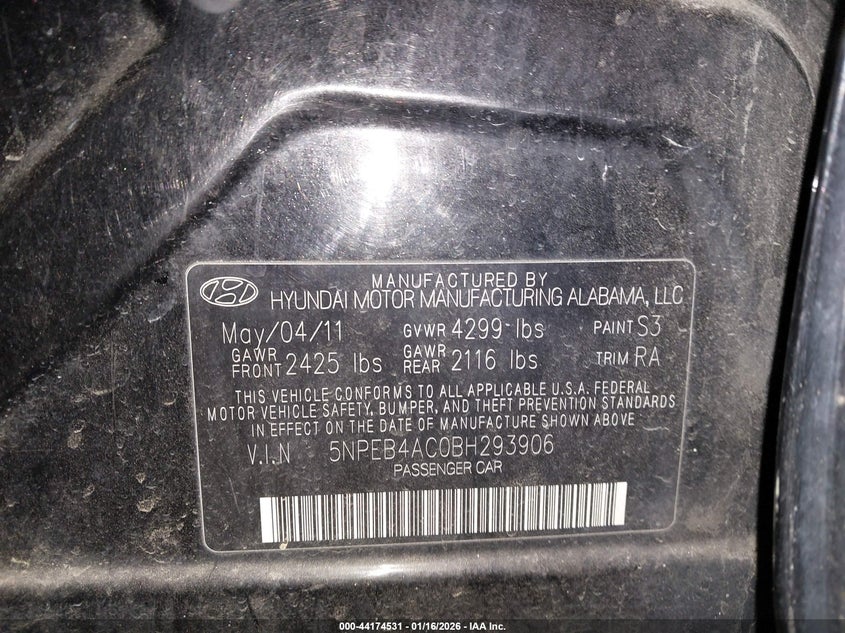 MANUFACTURED BY
HYUNDAI MOTOR MANUFACTURING ALABAMA, LLC
May/04/11 GVWR 4299 lbs PAINT S3
GAWR FRONT 2425 lbs GAWR REAR 2116 lbs TRIM RA
THIS VEHICLE CONFORMS TO ALL APPLICABLE U.S.A. FEDERAL
MOTOR VEHICLE SAFETY, BUMPER, AND THEFT PREVENTION STANDARDS
IN EFFECT ON THE DATE OF MANUFACTURE SHOWN ABOVE
V.I.N 5NPEB4AC0BH293906
PASSENGER CAR
000-44174531 - 01/16/2026 - IAA Inc.